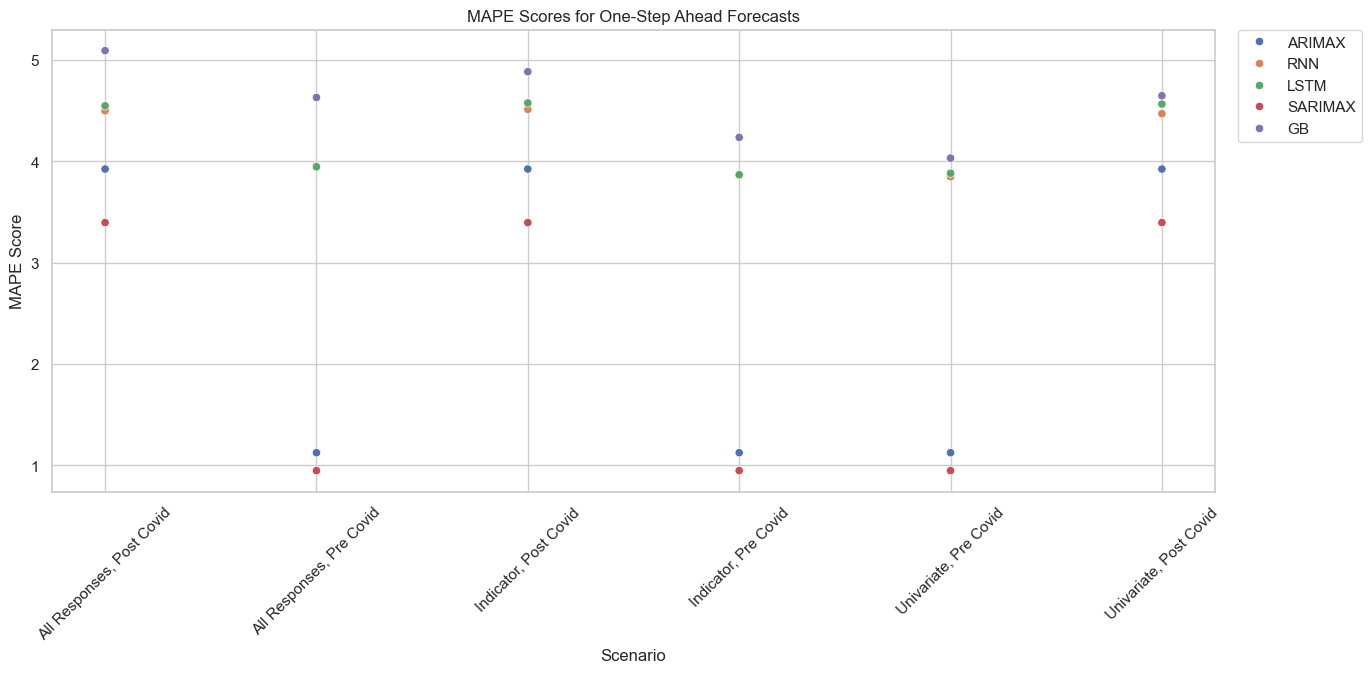 MAPE Scores for One-Step Ahead Forecasts
ARIMAX
RNN
LSTM
SARIMAX
GB
MAPE Score
5
4
3
2
1
All Responses, Post Covid
All Responses, Pre Covid
Indicator, Post Covid
Indicator, Pre Covid
Univariate, Pre Covid
Univariate, Post Covid
Scenario